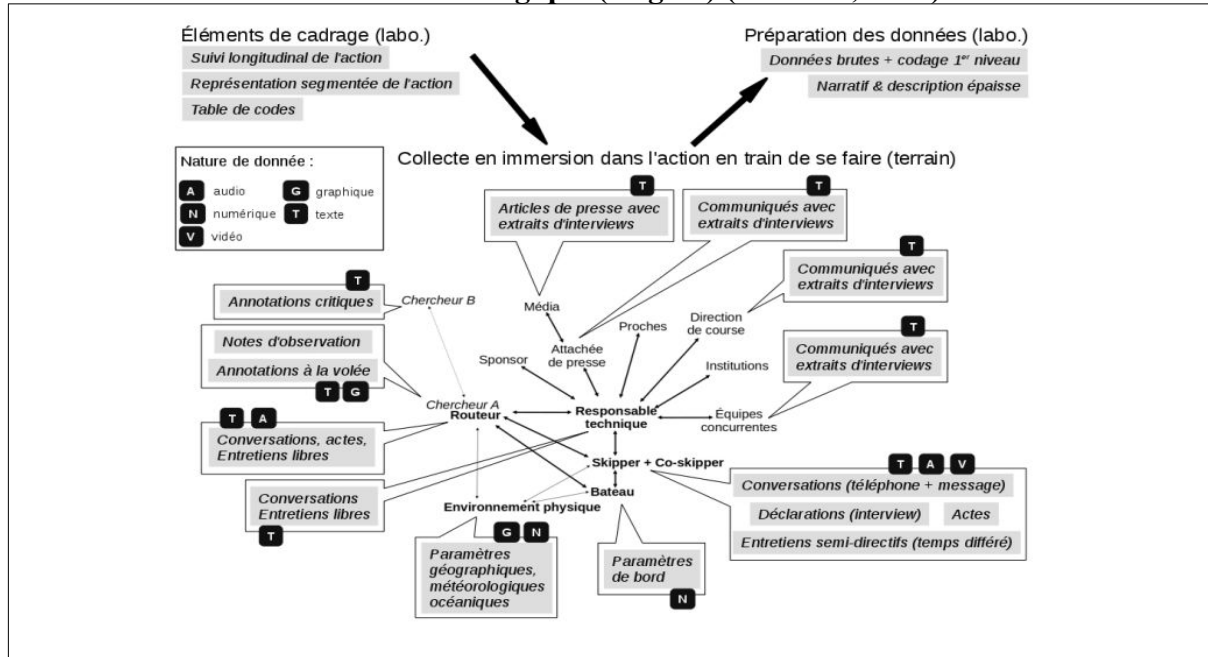 Éléments de cadrage (labo.)
Suivi longitudinal de l'action
Représentation segmentée de l'action
Table de codes
Préparation des données (labo.)
Données brutes + codage 1er niveau
Narratif & description épaisse
Collecte en immersion dans l'action en train de se faire (terrain)
Nature de donnée :
A audio
G graphique
N numérique
T texte
V vidéo
T
Articles de presse avec
extraits d'interviews
T
Communiqués avec
extraits d'interviews
T
Communiqués avec
extraits d'interviews
T
Communiqués avec
extraits d'interviews
T
Annotations critiques
Chercheur B
Notes d'observation
Annotations à la volée
T G
Média
Attachée
de presse
Proches
Direction
de course
Sponsor
Institutions
Chercheur A
Routeur
Responsable
technique
Équipes
concurrentes
T A
Conversations, actes,
Entretiens libres
Skipper + Co-skipper
Bateau
Environnement physique
Conversations
Entretiens libres
T
T A V
Conversations (téléphone + message)
Déclarations (interview)
Actes
Entretiens semi-directifs (temps différé)
G N
Paramètres
géographiques,
météorologiques
océaniques
Paramètres
de bord
N